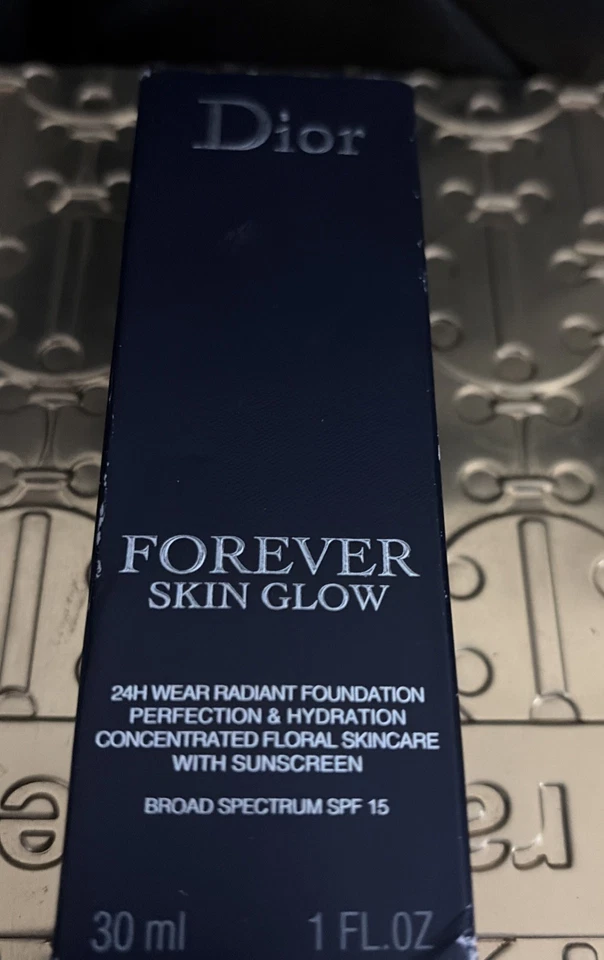 Dior
FOREVER
SKIN GLOW
24H WEAR RADIANT FOUNDATION
PERFECTION & HYDRATION
CONCENTRATED FLORAL SKINCARE
WITH SUNSCREEN
BROAD SPECTRUM SPF 15
30 ml 1 FL.OZ